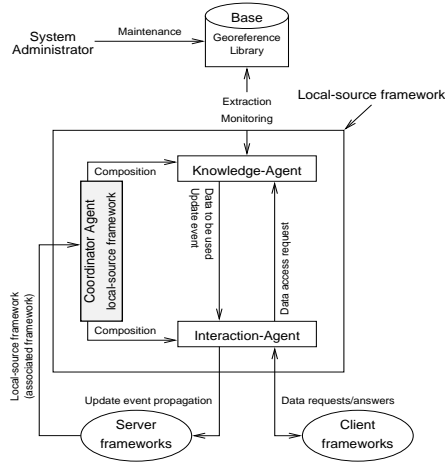 Base
Georeference
Library
System
Administrator
Maintenance
Extraction
Monitoring
Local-source framework
Composition
Knowledge-Agent
Coordinator Agent
local-source framework
Data to be used
Update event
Data access request
Composition
Interaction-Agent
Local-source framework
(associated framework)
Update event propagation
Data requests/answers
Server
frameworks
Client
frameworks